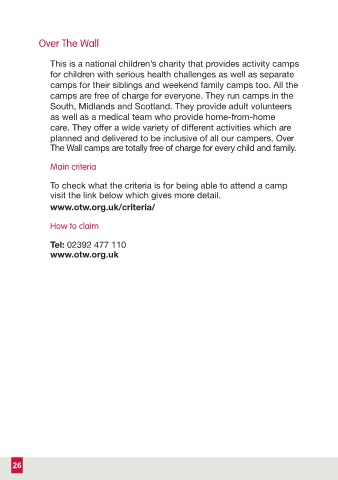 Over The Wall
This is a national children's charity that provides activity camps
for children with serious health challenges as well as separate
camps for their siblings and weekend family camps too. All the
camps are free of charge for everyone. They run camps in the
South, Midlands and Scotland. They provide adult volunteers
as well as a medical team who provide home-from-home
care. They offer a wide variety of different activities which are
planned and delivered to be inclusive of all our campers. Over
The Wall camps are totally free of charge for every child and family.
Main criteria
To check what the criteria is for being able to attend a camp
visit the link below which gives more detail.
www.otw.org.uk/criteria/
How to claim
Tel: 02392 477 110
www.otw.org.uk
26